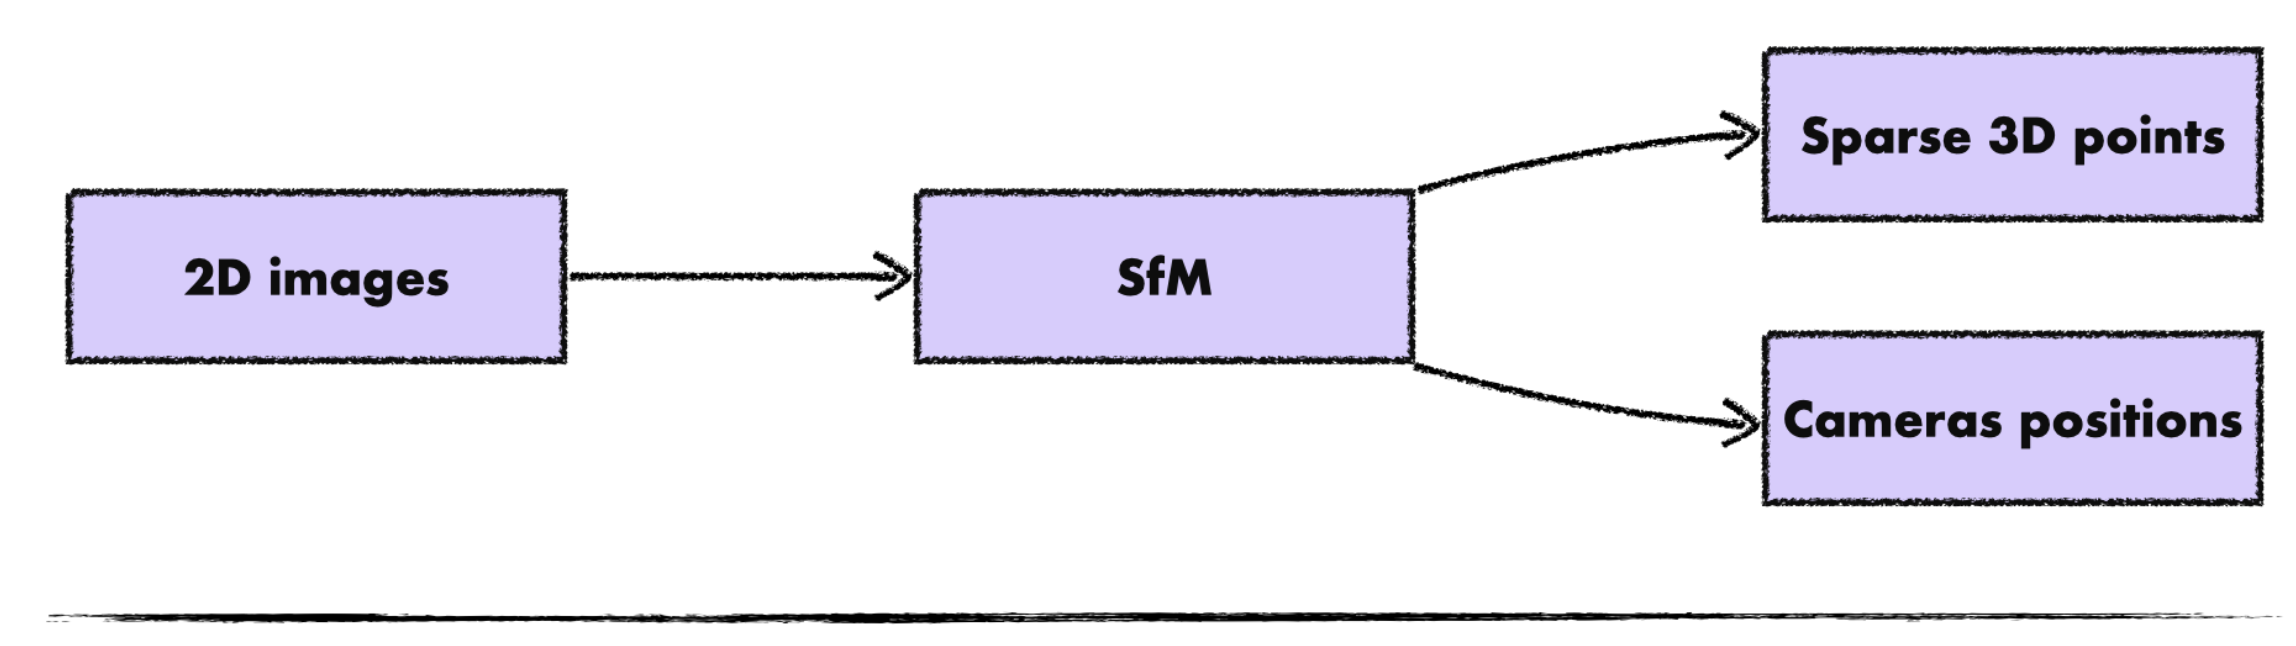 2D images
SfM
Sparse 3D points
Cameras positions